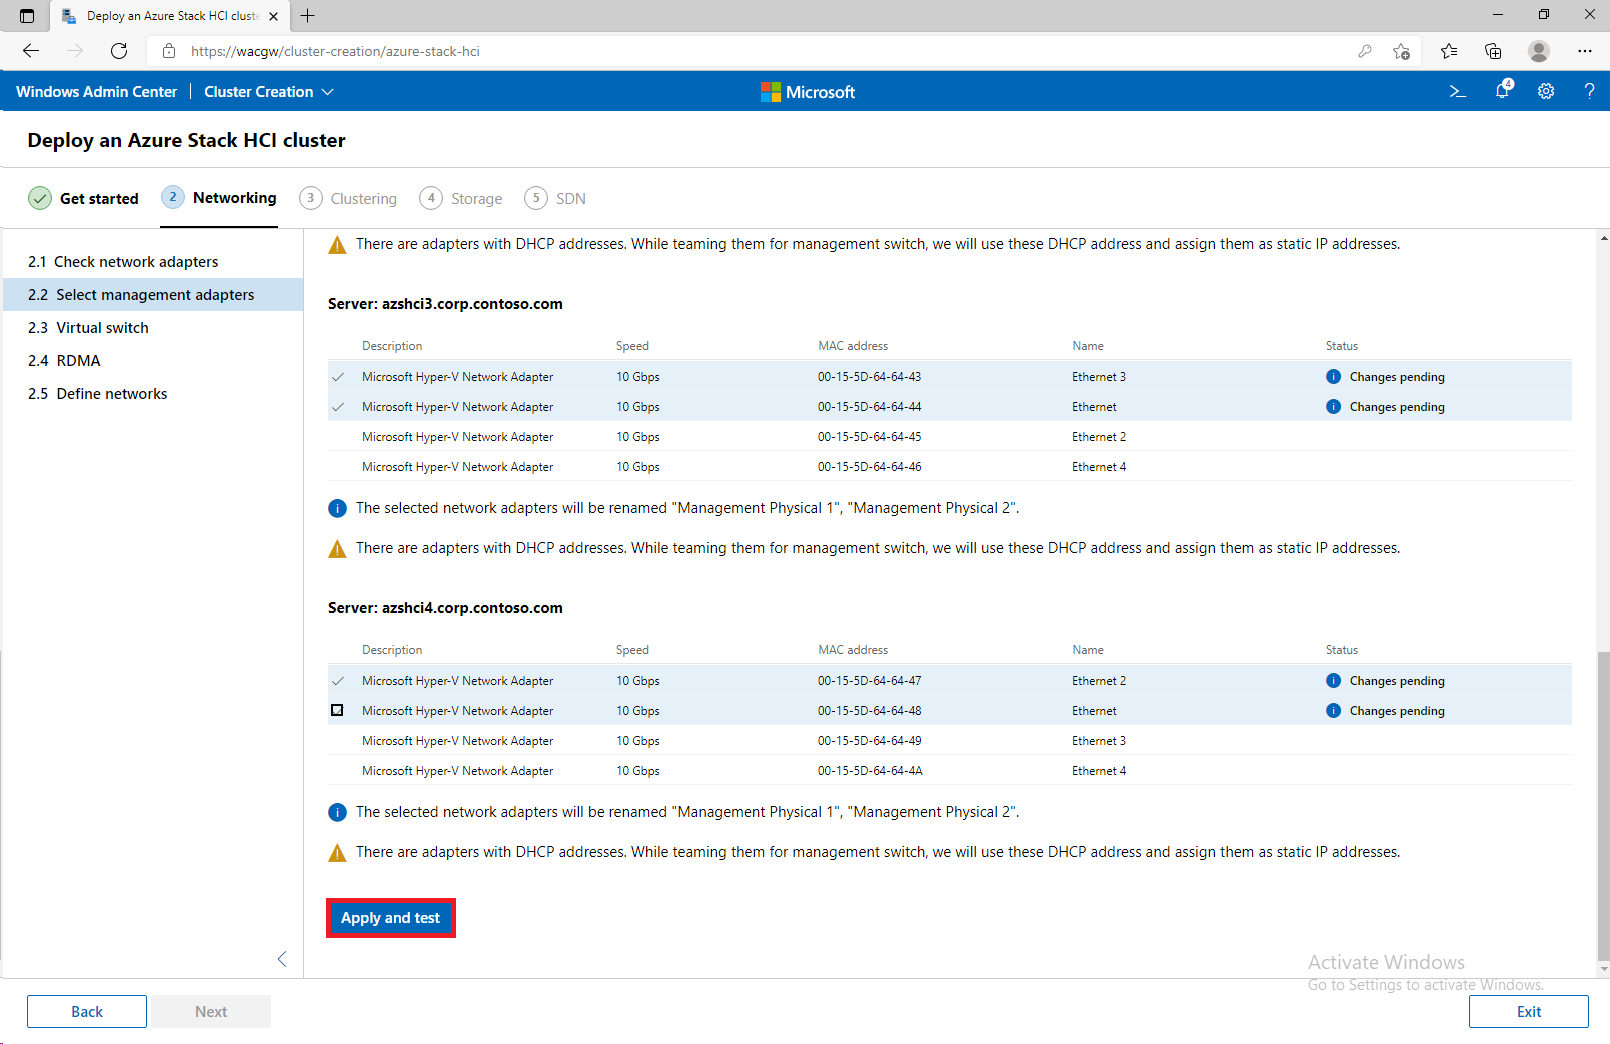 Deploy an Azure Stack HCI cluste
https://wacgw/cluster-creation/azure-stack-hci
Windows Admin Center Cluster Creation Microsoft 4 ?
Deploy an Azure Stack HCI cluster
Get started 2 Networking 3 Clustering 4 Storage 5 SDN
2.1 Check network adapters
2.2 Select management adapters
2.3 Virtual switch
2.4 RDMA
2.5 Define networks
There are adapters with DHCP addresses. While teaming them for management switch, we will use these DHCP address and assign them as static IP addresses.
Server: azshci3.corp.contoso.com
Description Speed MAC address Name Status
Microsoft Hyper-V Network Adapter 10 Gbps 00-15-5D-64-64-43 Ethernet 3 Changes pending
Microsoft Hyper-V Network Adapter 10 Gbps 00-15-5D-64-64-44 Ethernet Changes pending
Microsoft Hyper-V Network Adapter 10 Gbps 00-15-5D-64-64-45 Ethernet 2
Microsoft Hyper-V Network Adapter 10 Gbps 00-15-5D-64-64-46 Ethernet 4
The selected network adapters will be renamed "Management Physical 1", "Management Physical 2".
There are adapters with DHCP addresses. While teaming them for management switch, we will use these DHCP address and assign them as static IP addresses.
Server: azshci4.corp.contoso.com
Description Speed MAC address Name Status
Microsoft Hyper-V Network Adapter 10 Gbps 00-15-5D-64-64-47 Ethernet 2 Changes pending
Microsoft Hyper-V Network Adapter 10 Gbps 00-15-5D-64-64-48 Ethernet Changes pending
Microsoft Hyper-V Network Adapter 10 Gbps 00-15-5D-64-64-49 Ethernet 3
Microsoft Hyper-V Network Adapter 10 Gbps 00-15-5D-64-64-4A Ethernet 4
The selected network adapters will be renamed "Management Physical 1", "Management Physical 2".
There are adapters with DHCP addresses. While teaming them for management switch, we will use these DHCP address and assign them as static IP addresses.
Apply and test
Activate Windows
Go to Settings to activate Windows.
Back Next Exit